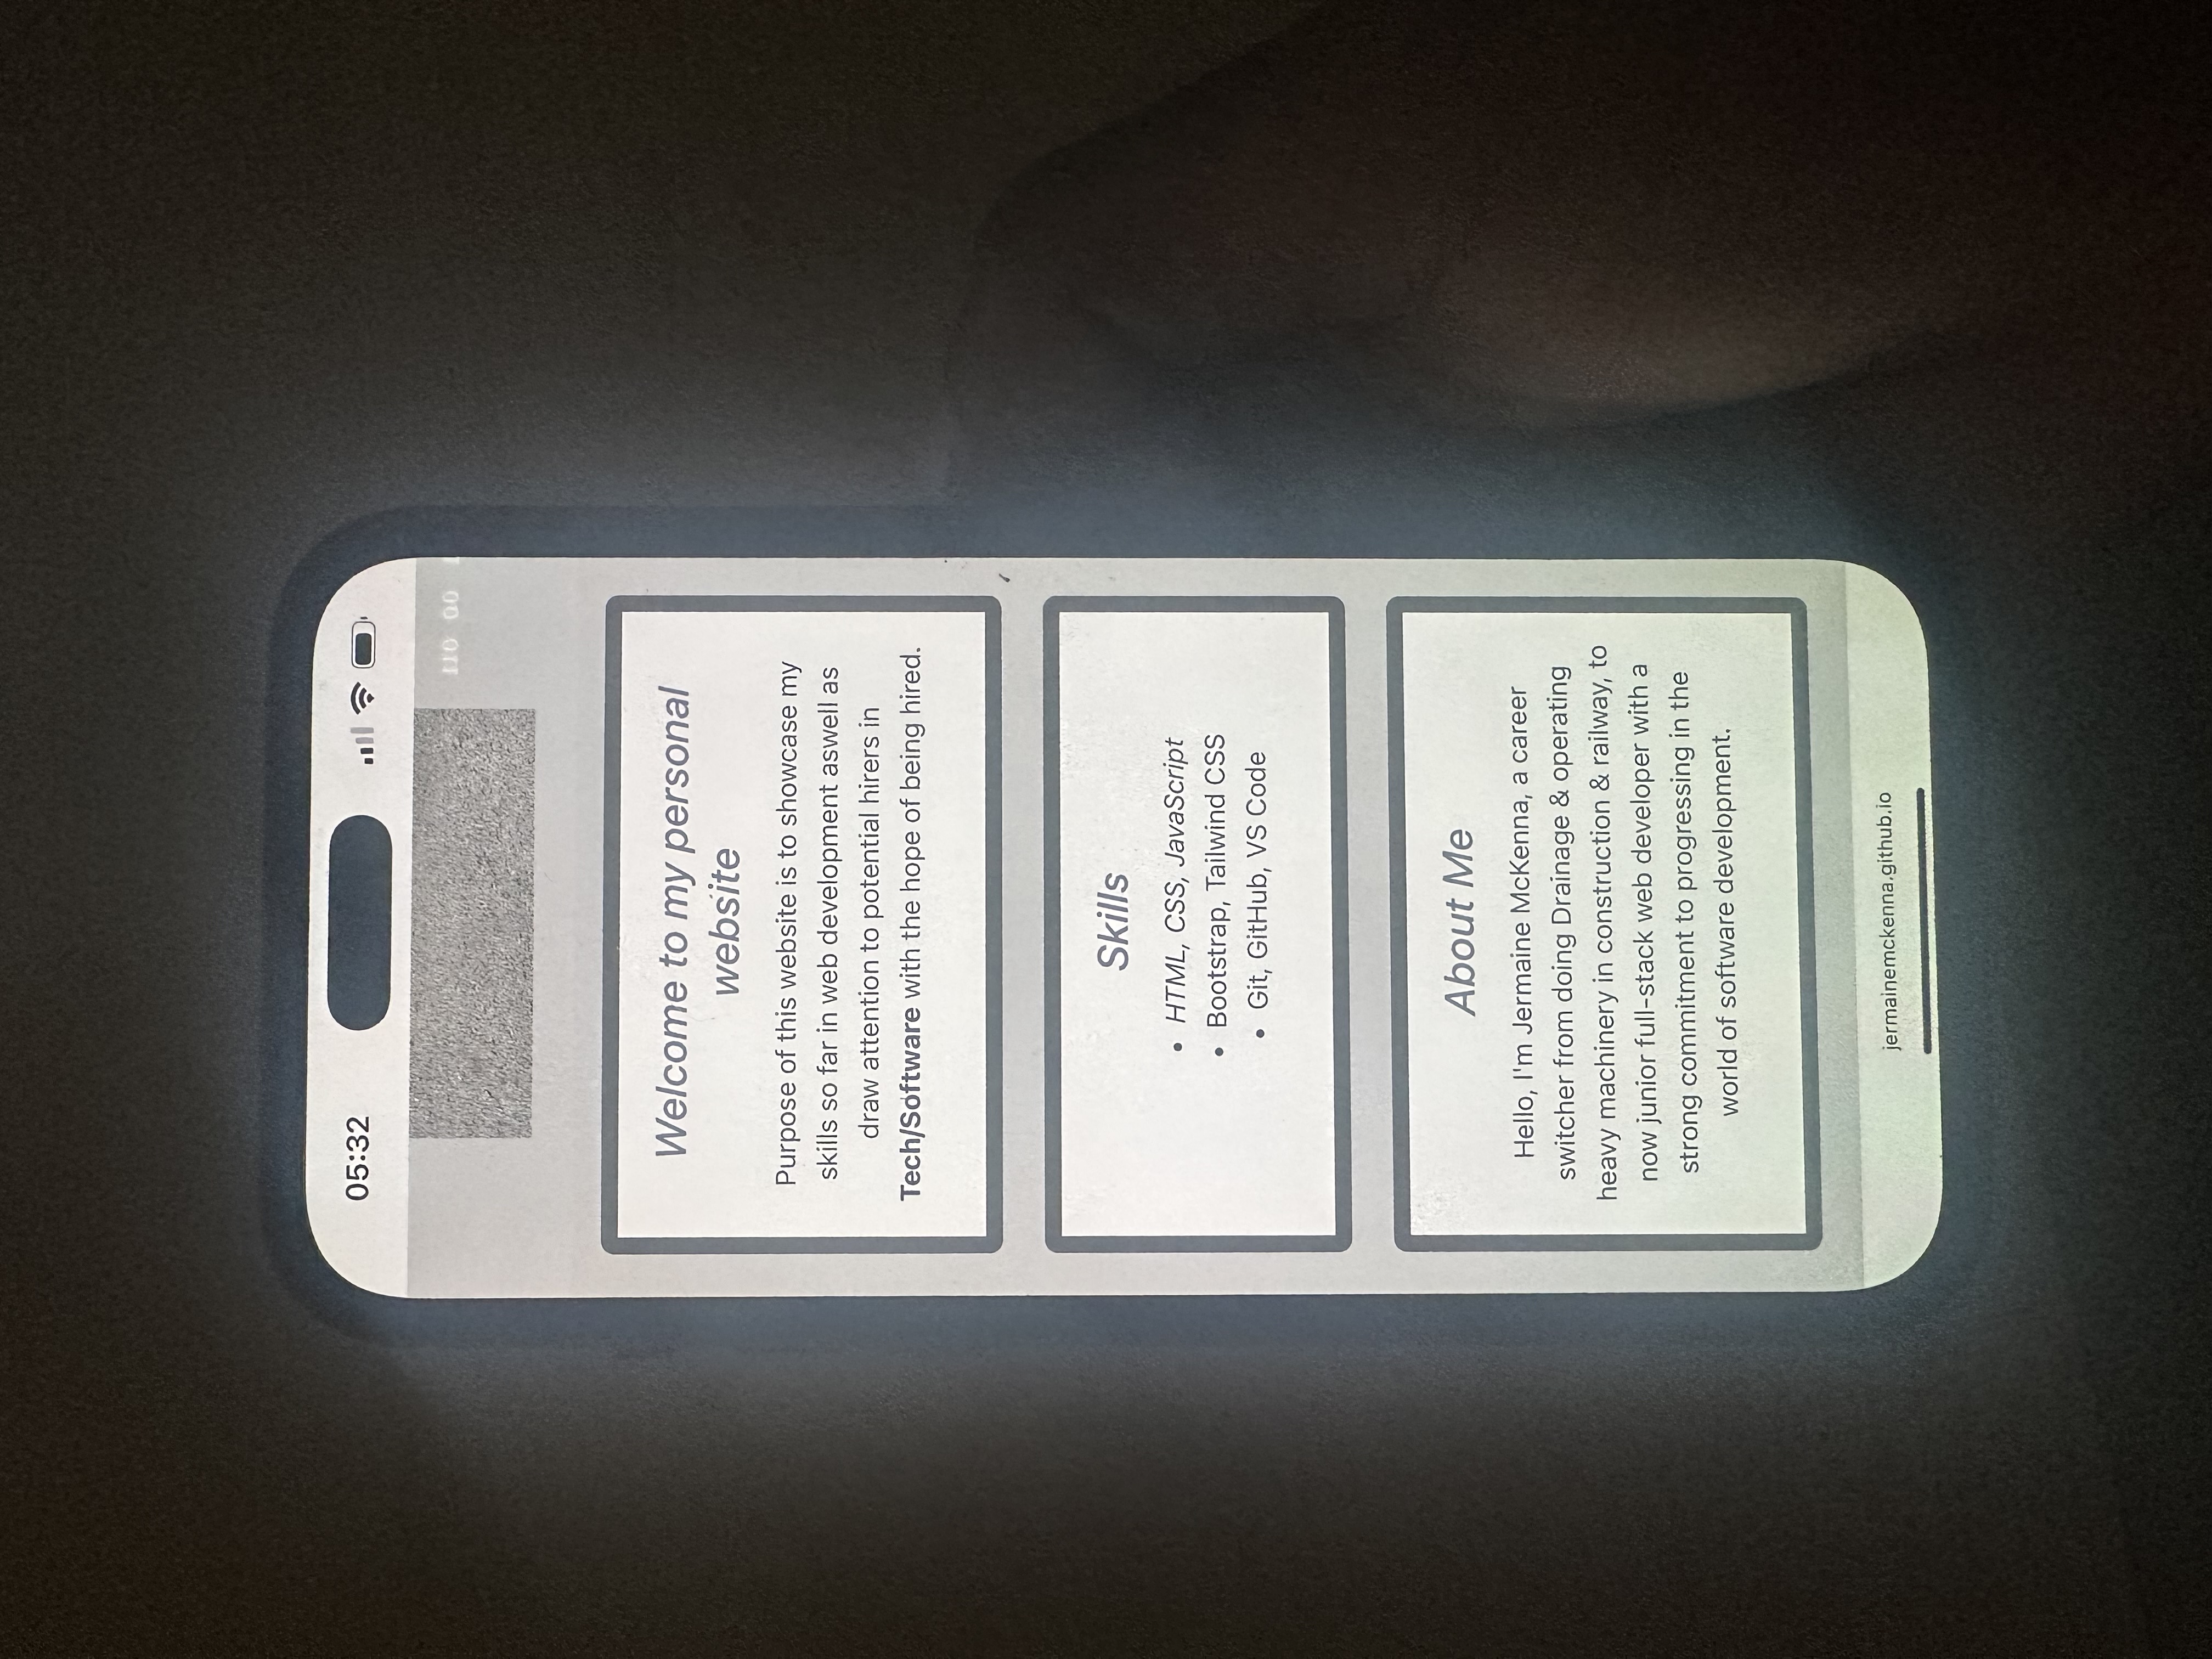 05:32
110 00 1
Welcome to my personal
website
Purpose of this website is to showcase my
skills so far in web development aswell as
draw attention to potential hirers in
Tech/Software with the hope of being hired.
Skills
• HTML, CSS, JavaScript
• Bootstrap, Tailwind CSS
• Git, GitHub, VS Code
About Me
Hello, I'm Jermaine McKenna, a career
switcher from doing Drainage & operating
heavy machinery in construction & railway, to
now junior full-stack web developer with a
strong commitment to progressing in the
world of software development.
jermainemckenna.github.io